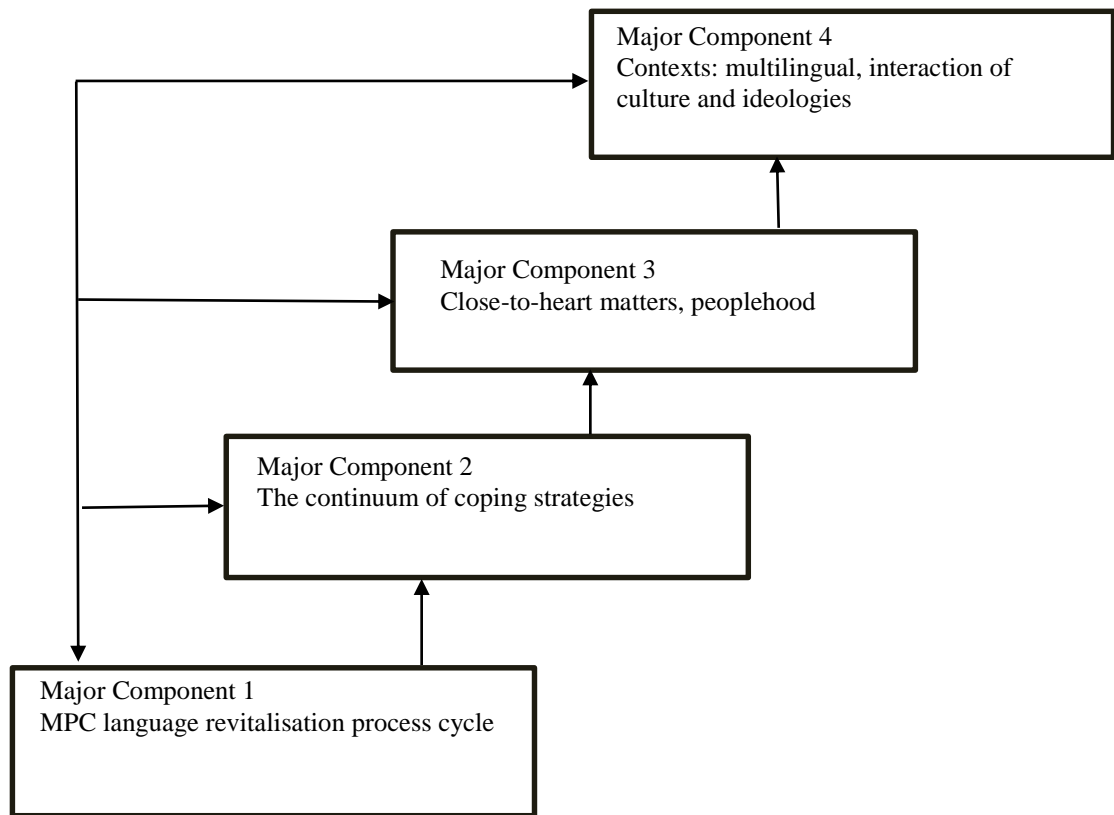 Major Component 4
Contexts: multilingual, interaction of
culture and ideologies
Major Component 3
Close-to-heart matters, peoplehood
Major Component 2
The continuum of coping strategies
Major Component 1
MPC language revitalisation process cycle